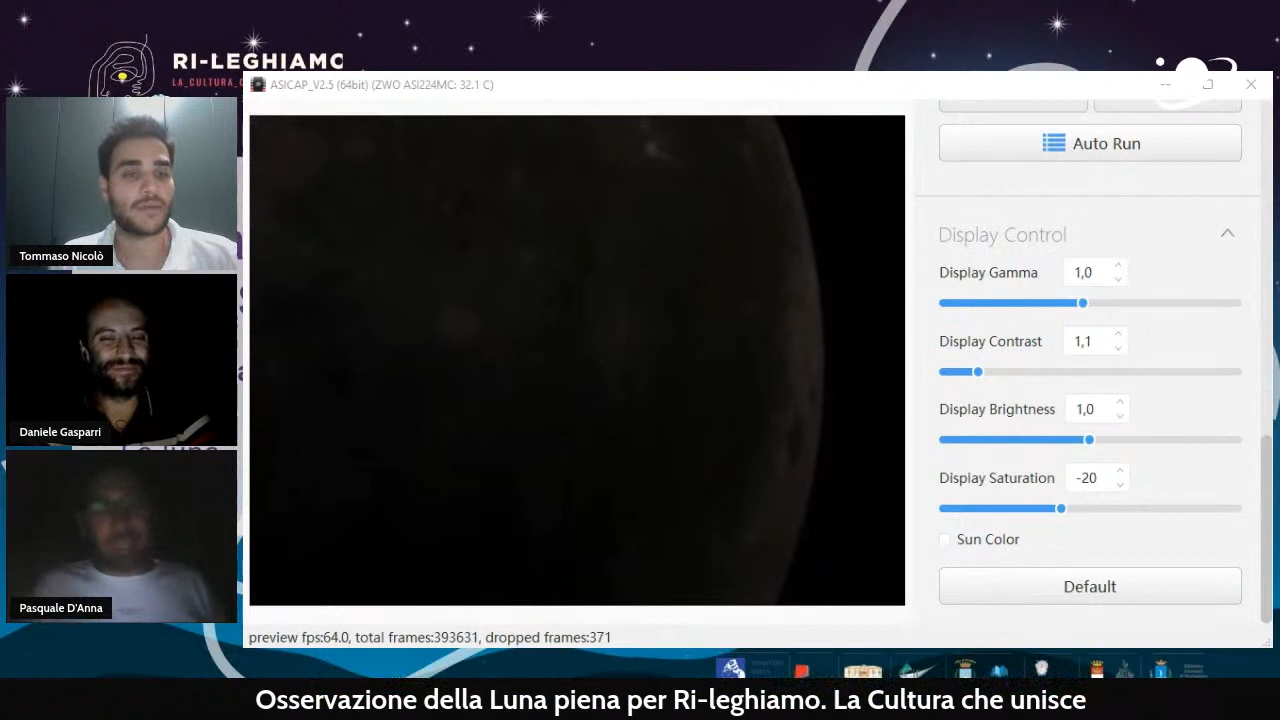 RI-LEGHIAMO
LA_CULTURA_
ASICAP_V2.5 (64bit) (ZWO ASI224MC: 32.1 C)
Auto Run
Tommaso Nicolò
Display Control
Display Gamma 1,0
Display Contrast 1,1
Display Brightness 1,0
Daniele Gasparri
Display Saturation -20
Sun Color
Default
Pasquale D'Anna
preview fps:64.0, total frames:393631, dropped frames:371
Osservazione della Luna piena per Ri-leghiamo. La Cultura che unisce